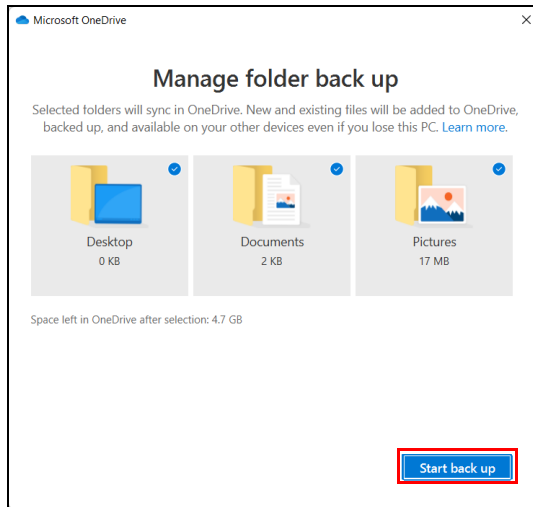 Microsoft OneDrive
Manage folder back up
Selected folders will sync in OneDrive. New and existing files will be added to OneDrive,
backed up, and available on your other devices even if you lose this PC. Learn more.
Desktop
0 KB
Documents
2 KB
Pictures
17 MB
Space left in OneDrive after selection: 4.7 GB
Start back up